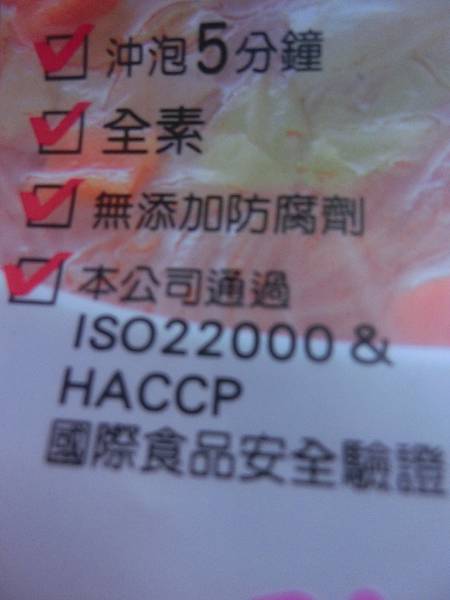 沖泡5分鐘
全素
無添加防腐劑
本公司通過
ISO22000 &
HACCP
國際食品安全驗證